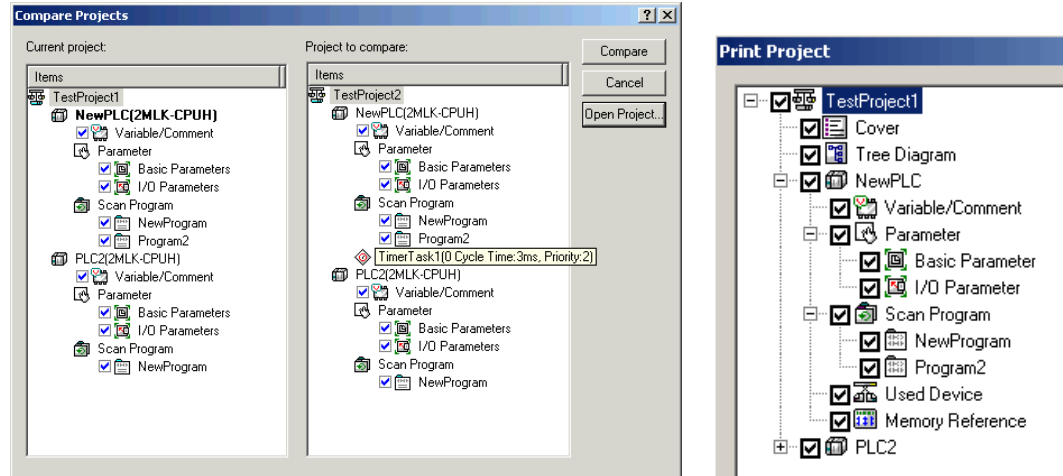 Compare Projects
Current project:
Items
TestProject1
NewPLC(2MLK-CPUH)
Variable/Comment
Parameter
Basic Parameters
I/O Parameters
Scan Program
NewProgram
Program2
PLC2(2MLK-CPUH)
Variable/Comment
Parameter
Basic Parameters
I/O Parameters
Scan Program
NewProgram
Project to compare:
Items
TestProject2
NewPLC(2MLK-CPUH)
Variable/Comment
Parameter
Basic Parameters
I/O Parameters
Scan Program
NewProgram
Program2
TimerTask1(0 Cycle Time:3ms, Priority:2)
PLC2(2MLK-CPUH)
Variable/Comment
Parameter
Basic Parameters
I/O Parameters
Scan Program
NewProgram
Compare
Cancel
Open Project...
Print Project
TestProject1
Cover
Tree Diagram
NewPLC
Variable/Comment
Parameter
Basic Parameter
I/O Parameter
Scan Program
NewProgram
Program2
Used Device
Memory Reference
PLC2